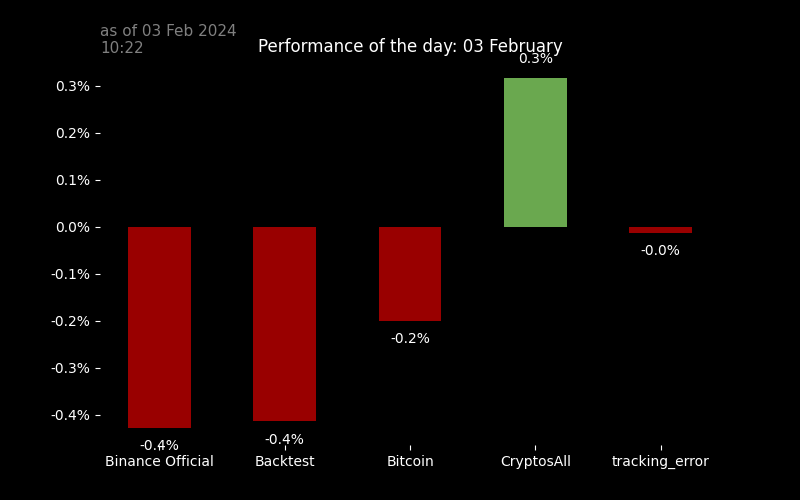 as of 03 Feb 2024
10:22
Performance of the day: 03 February
0.3%
0.3%
0.2%
0.1%
0.0%
-0.1%
-0.2%
-0.3%
-0.4%
-0.4%
-0.4%
-0.2%
-0.0%
Binance Official
Backtest
Bitcoin
CryptosAll
tracking_error